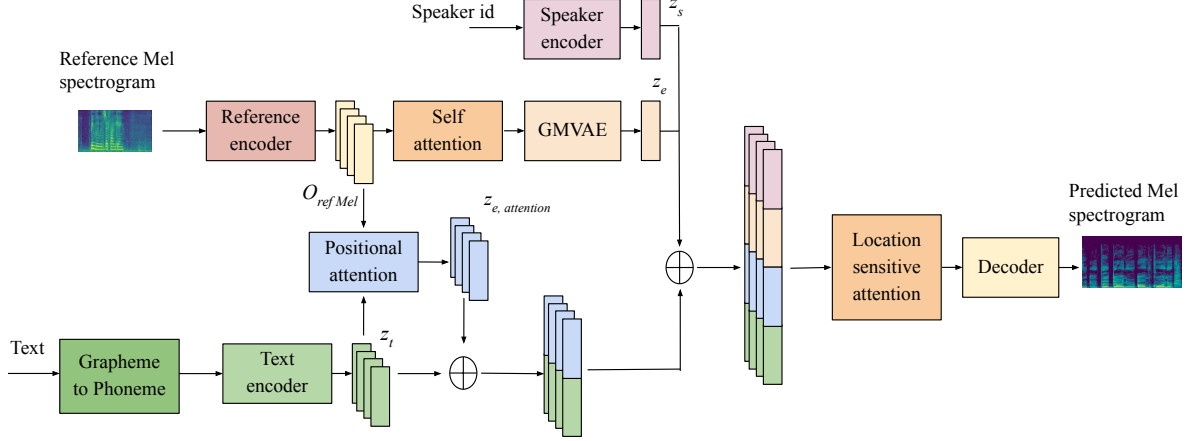 Speaker id
Speaker
encoder
z_s
Reference Mel
spectrogram
Reference
encoder
Self
attention
GMVAE
z_e
O_ref Mel
Positional
attention
z_e, attention
Text
Grapheme
to Phoneme
Text
encoder
z_t
Location
sensitive
attention
Decoder
Predicted Mel
spectrogram